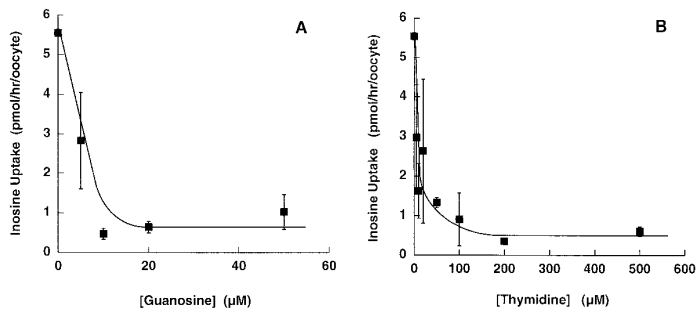 A
Inosine Uptake (pmol/hr/oocyte)
6
5
4
3
2
1
0
0 20 40 60
[Guanosine] (µM)
B
Inosine Uptake (pmol/hr/oocyte)
6
5
4
3
2
1
0
0 100 200 300 400 500 600
[Thymidine] (µM)